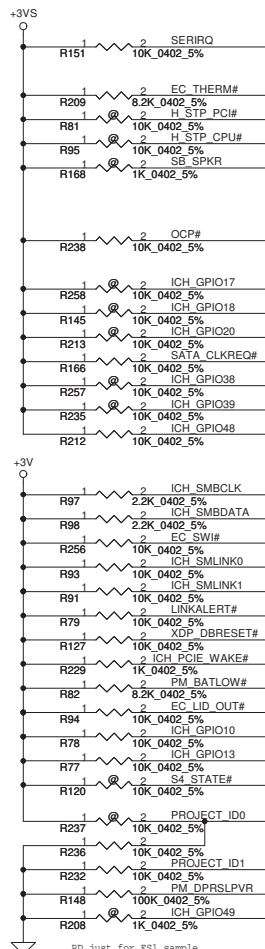 +3VS
1 2 SERIRQ
R151 10K_0402_5%
1 2 EC_THERM#
R209 8.2K_0402_5%
1 @ 2 H_STP_PCI#
R81 10K_0402_5%
1 @ 2 H_STP_CPU#
R95 10K_0402_5%
1 @ 2 SB_SPKR
R168 1K_0402_5%
1 2 OCP#
R238 10K_0402_5%
1 @ 2 ICH_GPIO17
R258 10K_0402_5%
1 @ 2 ICH_GPIO18
R145 10K_0402_5%
1 @ 2 ICH_GPIO20
R213 10K_0402_5%
1 2 SATA_CLKREQ#
R166 10K_0402_5%
1 @ 2 ICH_GPIO38
R257 10K_0402_5%
1 @ 2 ICH_GPIO39
R235 10K_0402_5%
1 2 ICH_GPIO48
R212 10K_0402_5%
+3V
1 2 ICH_SMBCLK
R97 2.2K_0402_5%
1 2 ICH_SMBDATA
R98 2.2K_0402_5%
1 2 EC_SWI#
R256 10K_0402_5%
1 2 ICH_SMLINK0
R93 10K_0402_5%
1 2 ICH_SMLINK1
R91 10K_0402_5%
1 2 LINKALERT#
R79 10K_0402_5%
1 2 XDP_DBRESET#
R127 10K_0402_5%
1 2 ICH_PCIE_WAKE#
R229 1K_0402_5%
1 2 PM_BATLOW#
R82 8.2K_0402_5%
1 2 EC_LID_OUT#
R94 10K_0402_5%
1 2 ICH_GPIO10
R78 10K_0402_5%
1 2 ICH_GPIO13
R77 10K_0402_5%
1 @ 2 S4_STATE#
R120 10K_0402_5%
1 @ 2 PROJECT_ID0
R237 10K_0402_5%
1 2
R236 10K_0402_5%
1 2 PROJECT_ID1
R232 10K_0402_5%
1 2 PM_DPRSLPVR
R148 100K_0402_5%
1 @ 2 ICH_GPIO49
R208 1K_0402_5%
PD just for ES1 sample